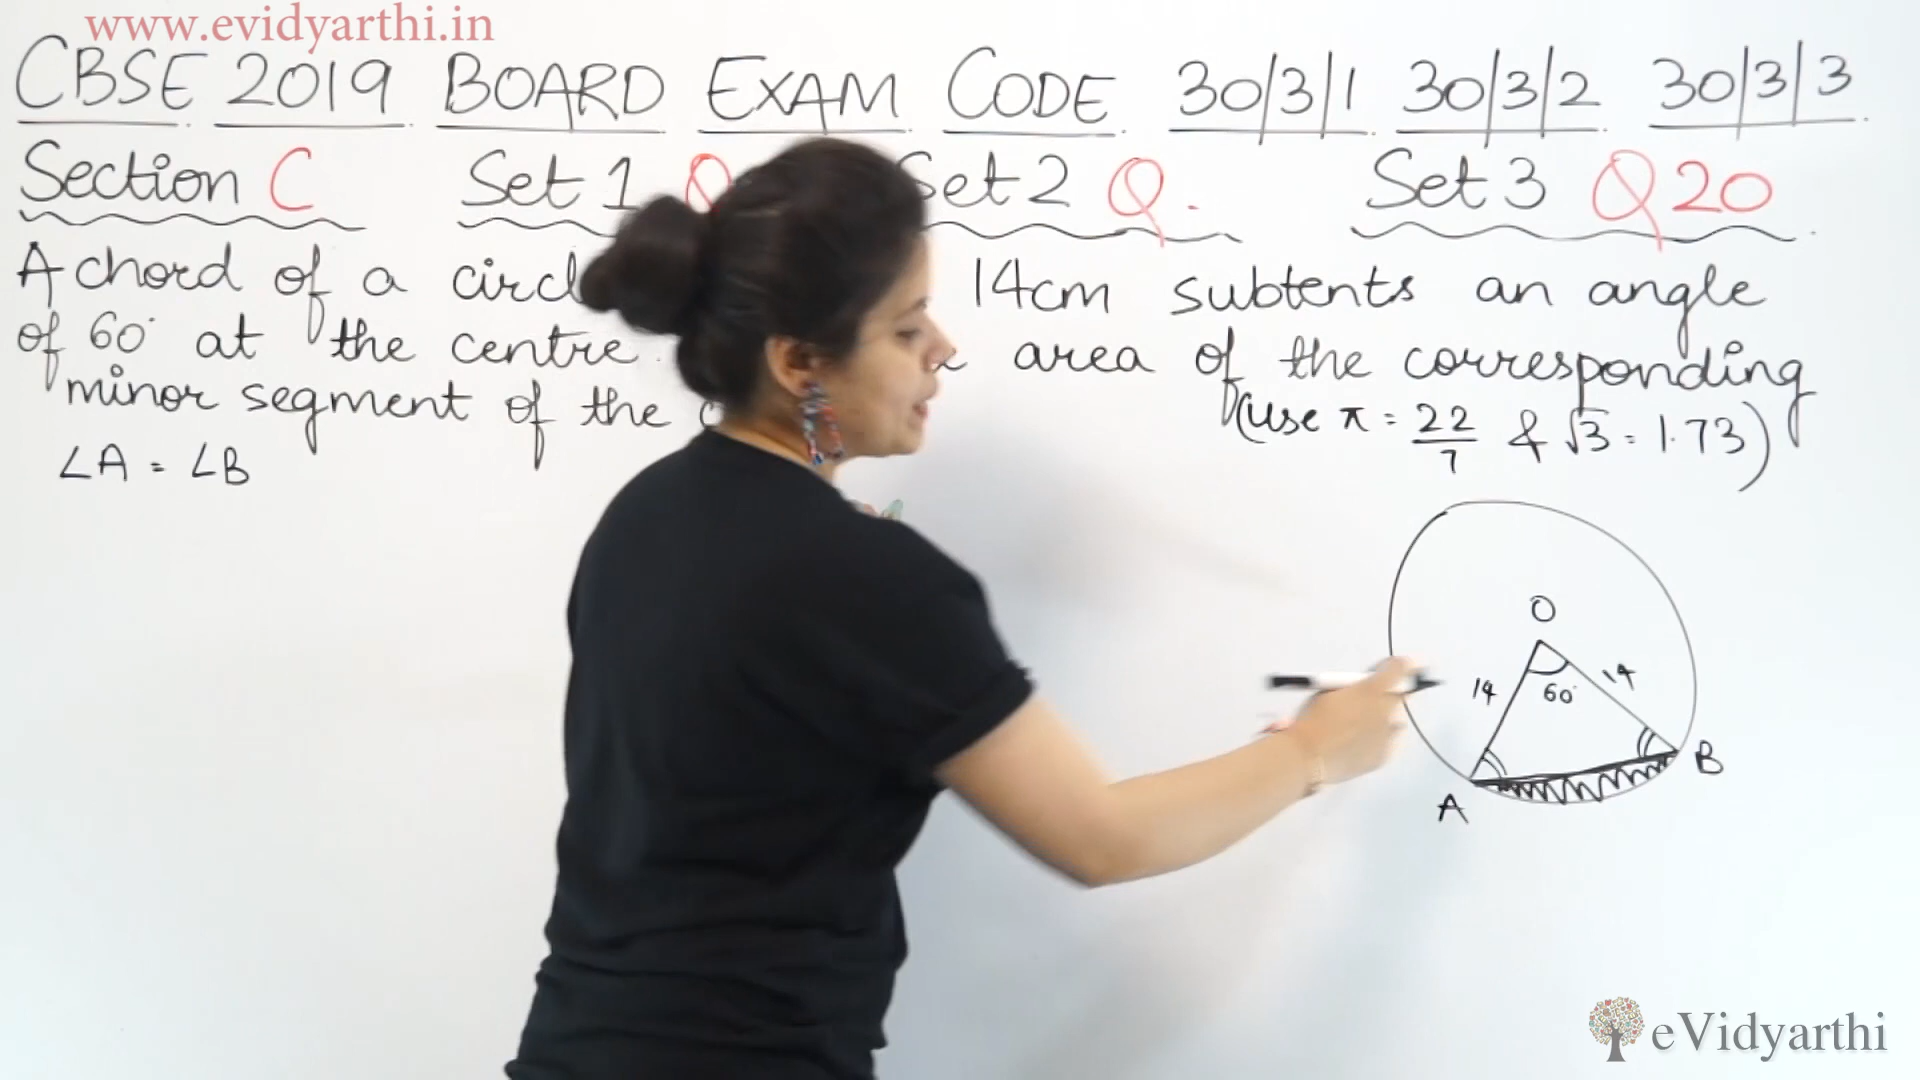 www.evidyarthi.in
CBSE 2019 BOARD EXAM CODE 30/3/1 30/3/2 30/3/3
Section C Set 1 Q Set 2 Q. Set 3 Q20
A chord of a 14cm subtents an angle
of 60° at the centre. area of the corresponding
minor segment of the
(use π = 22/7 & √3 = 1.73)
∠A = ∠B
O
14 60° 14
B
A
eVidyarthi